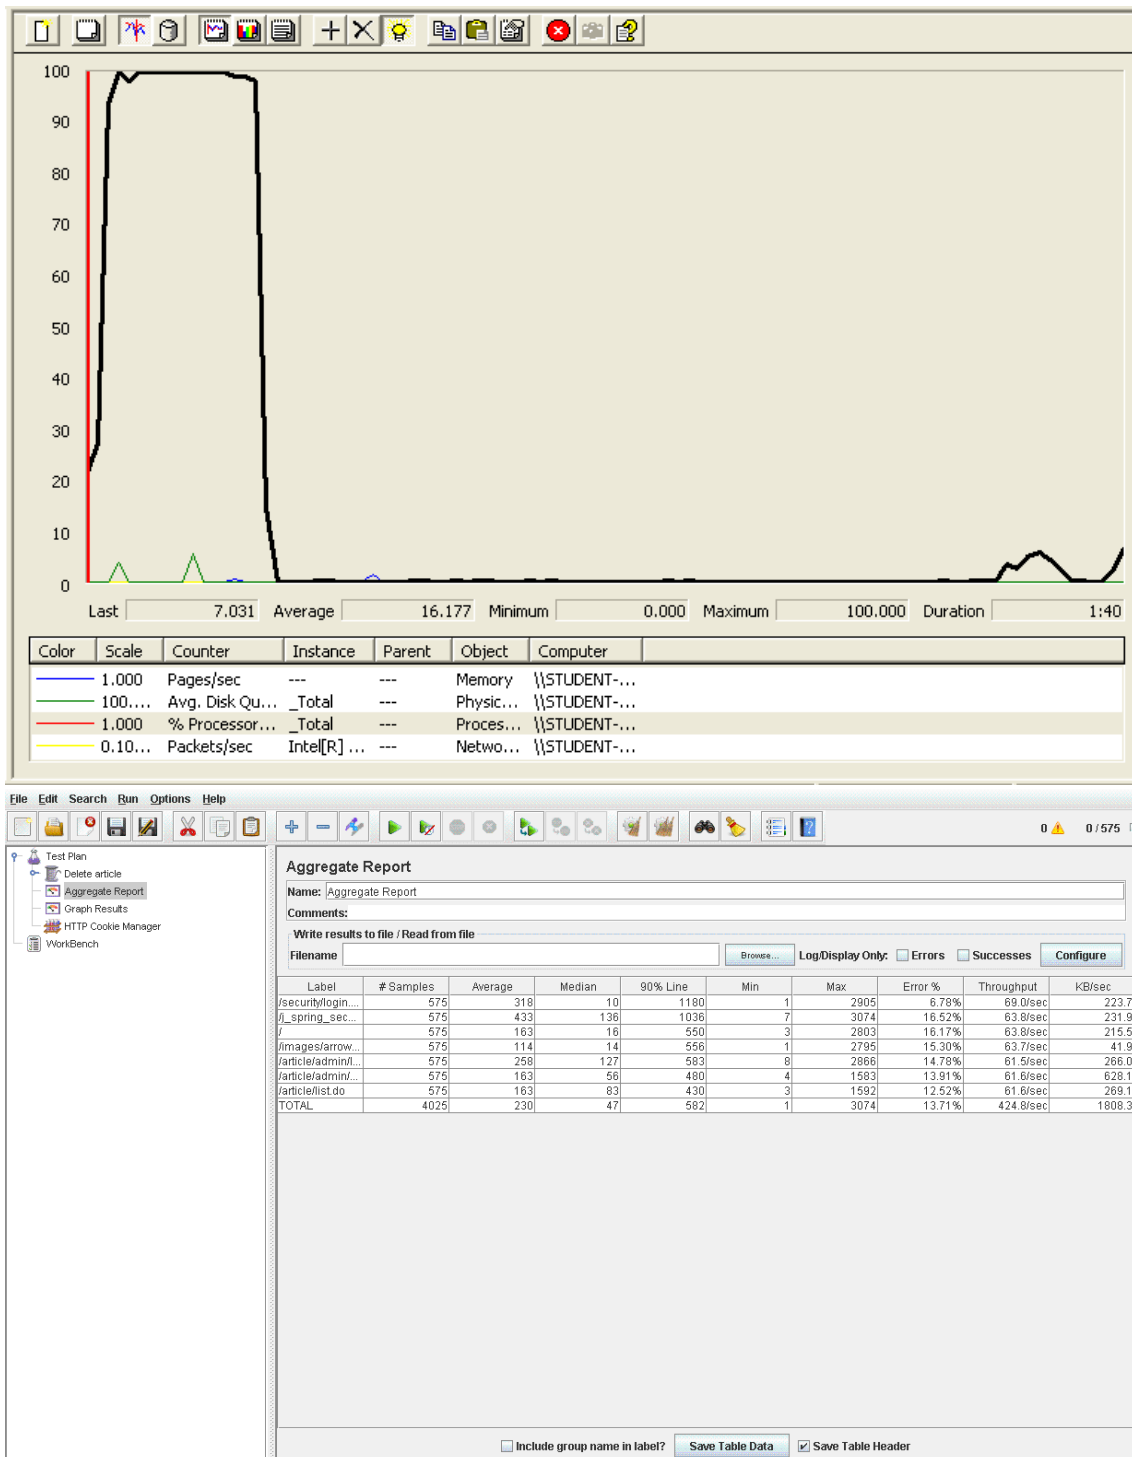 100
90
80
70
60
50
40
30
20
10
0
Last 7.031 Average 16.177 Minimum 0.000 Maximum 100.000 Duration 1:40
Color Scale Counter Instance Parent Object Computer
1.000 Pages/sec --- --- Memory \\STUDENT-...
100.... Avg. Disk Qu... _Total --- Physic... \\STUDENT-...
1.000 % Processor... _Total --- Proces... \\STUDENT-...
0.10... Packets/sec Intel[R] ... --- Netwo... \\STUDENT-...
File Edit Search Run Options Help
0 0 / 575
Test Plan
Delete article
Aggregate Report
Graph Results
HTTP Cookie Manager
WorkBench
Aggregate Report
Name: Aggregate Report
Comments:
Write results to file / Read from file
Filename Browse... Log/Display Only: Errors Successes Configure
Label # Samples Average Median 90% Line Min Max Error % Throughput KB/sec
/security/login.... 575 318 10 1180 1 2905 6.78% 69.0/sec 223.7
/j_spring_sec... 575 433 136 1036 7 3074 16.52% 63.8/sec 231.9
/ 575 163 16 550 3 2803 16.17% 63.8/sec 215.5
/images/arrow... 575 114 14 556 1 2795 15.30% 63.7/sec 41.9
/article/admin/l... 575 258 127 583 8 2866 14.78% 61.5/sec 266.0
/article/admin/... 575 163 56 480 4 1583 13.91% 61.6/sec 628.1
/article/list.do 575 163 83 430 3 1592 12.52% 61.6/sec 269.1
TOTAL 4025 230 47 582 1 3074 13.71% 424.8/sec 1808.3
Include group name in label? Save Table Data Save Table Header